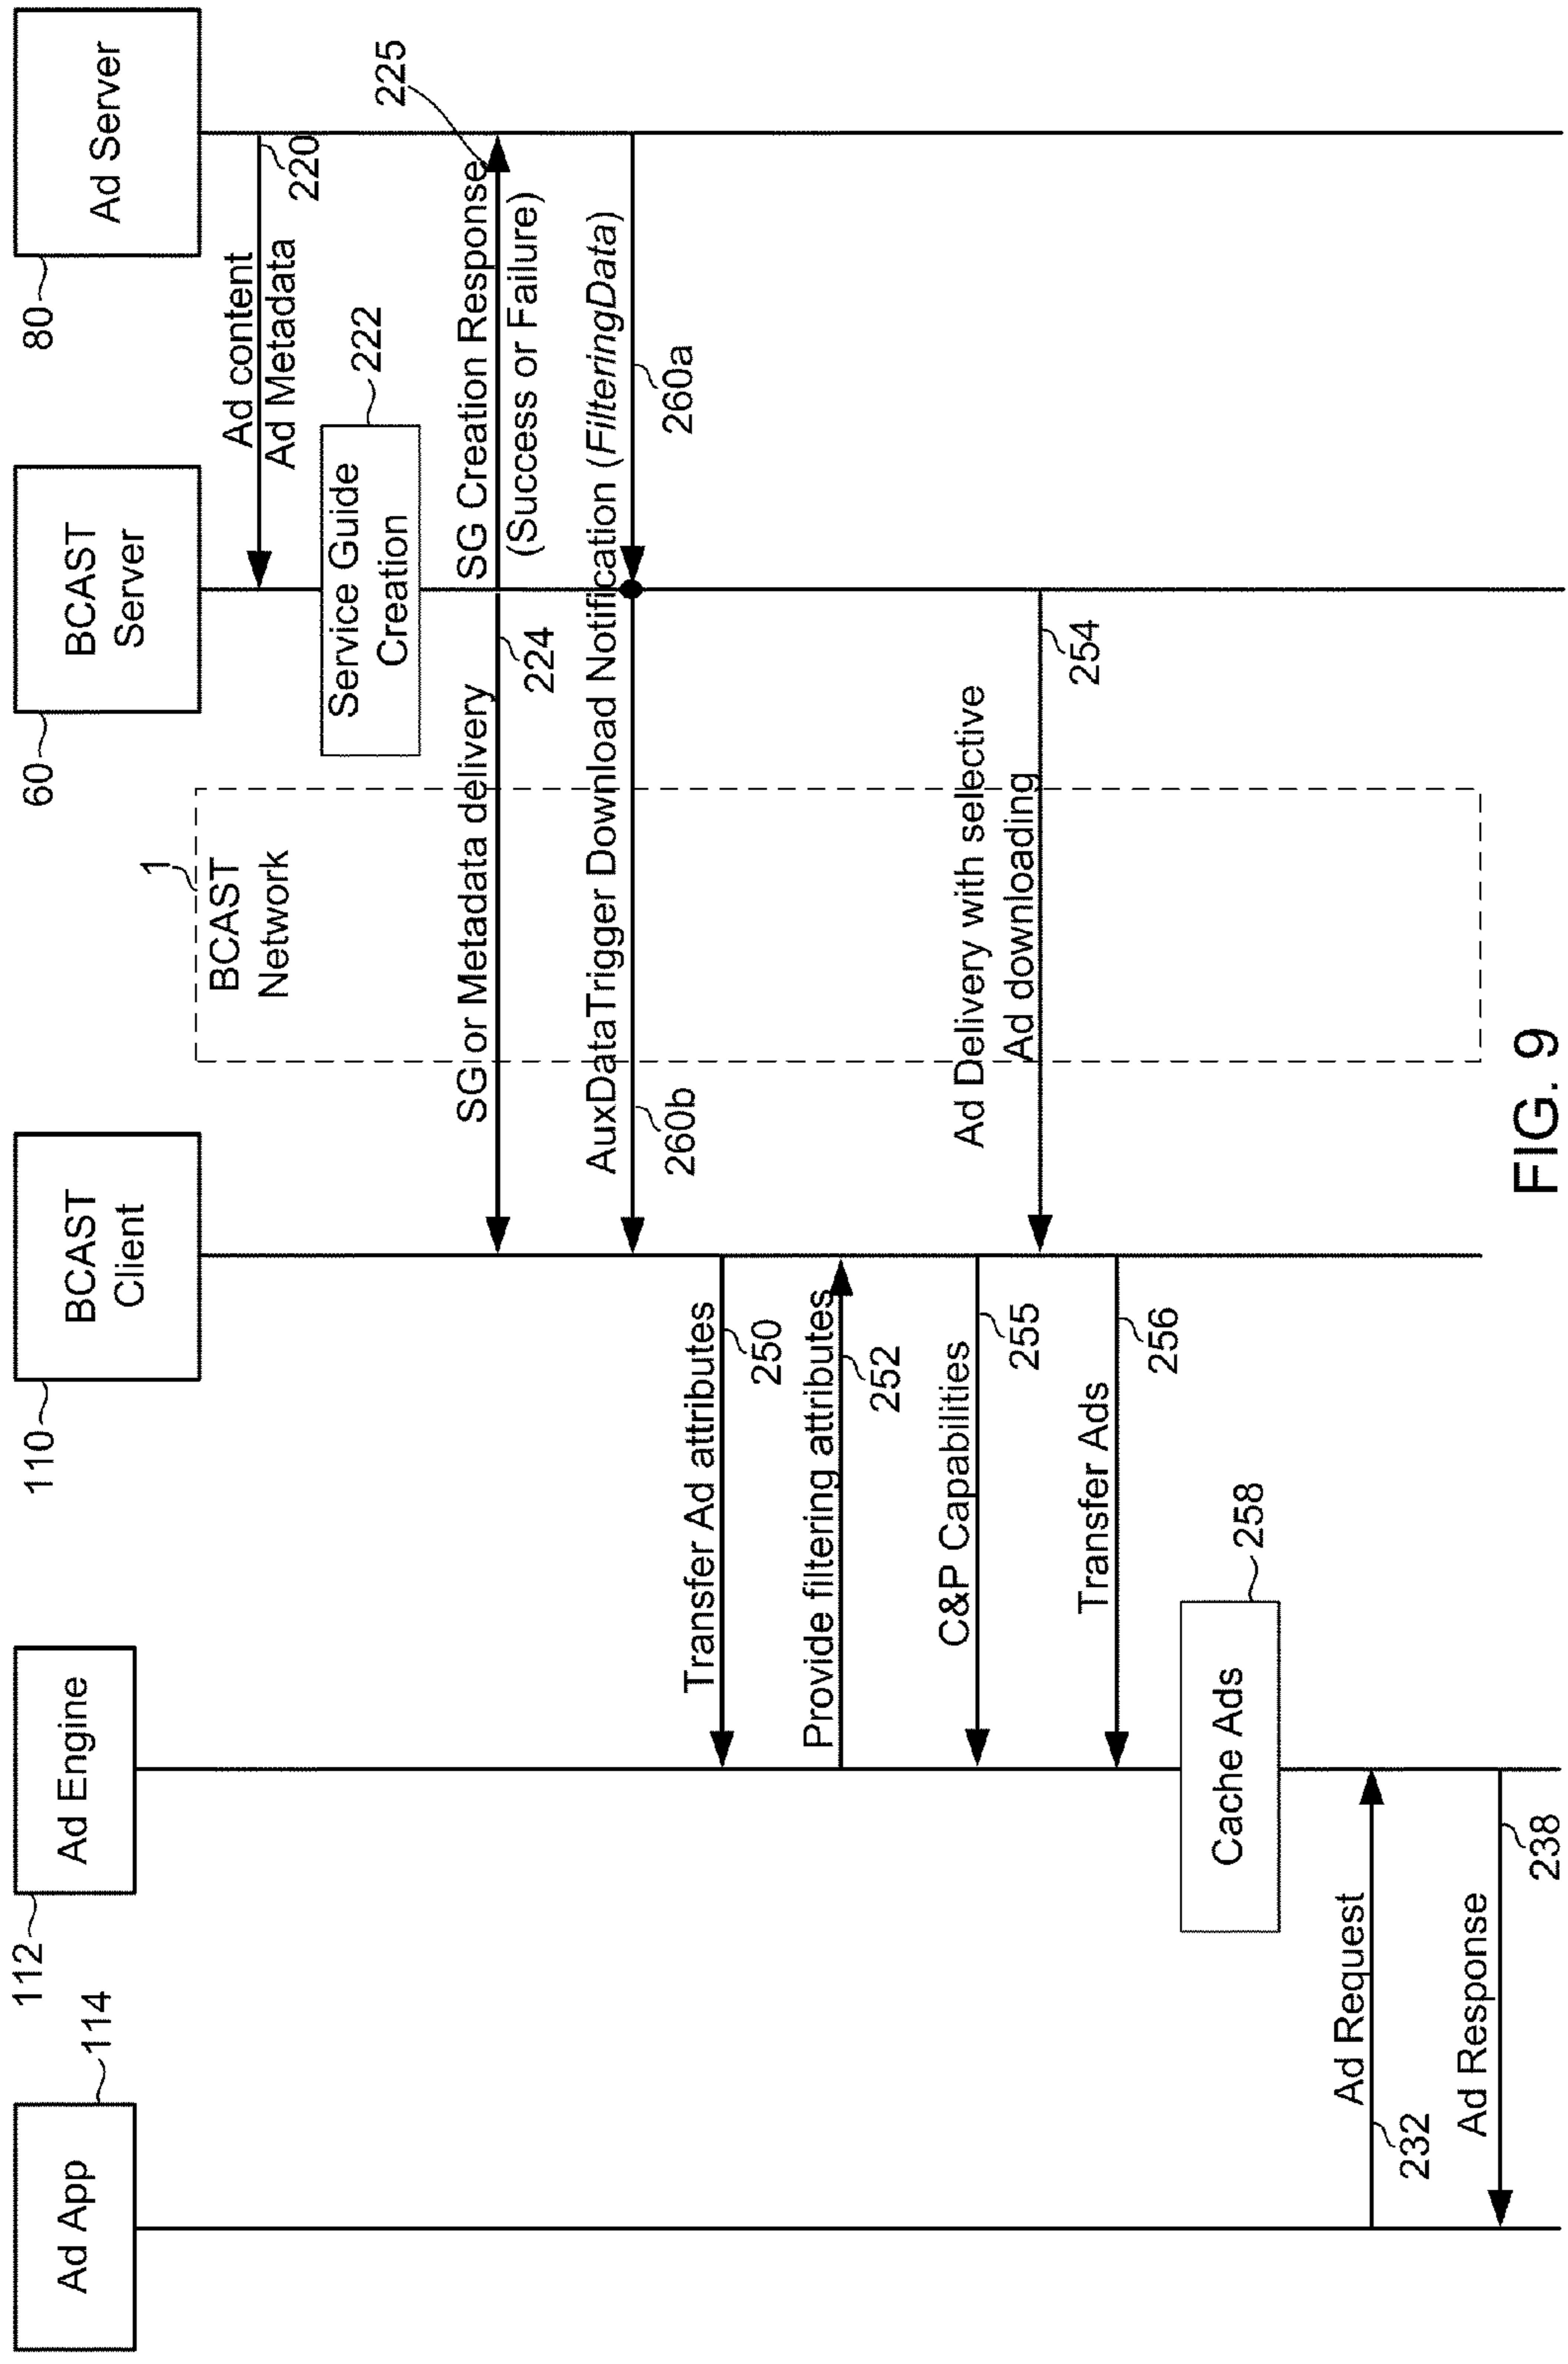 Ad App
114
Ad Engine
112
BCAST
Client
110
BCAST
Server
60
Ad Server
80
Ad content
Ad Metadata
220
1
BCAST
Network
Service Guide
Creation
222
SG or Metadata delivery
224
SG Creation Response
(Success or Failure)
225
AuxDataTrigger Download Notification (FilteringData)
260b
260a
Transfer Ad attributes
250
Provide filtering attributes
252
C&P Capabilities
255
Ad Delivery with selective
Ad downloading
254
Transfer Ads
256
Cache Ads
258
Ad Request
232
Ad Response
238
FIG. 9